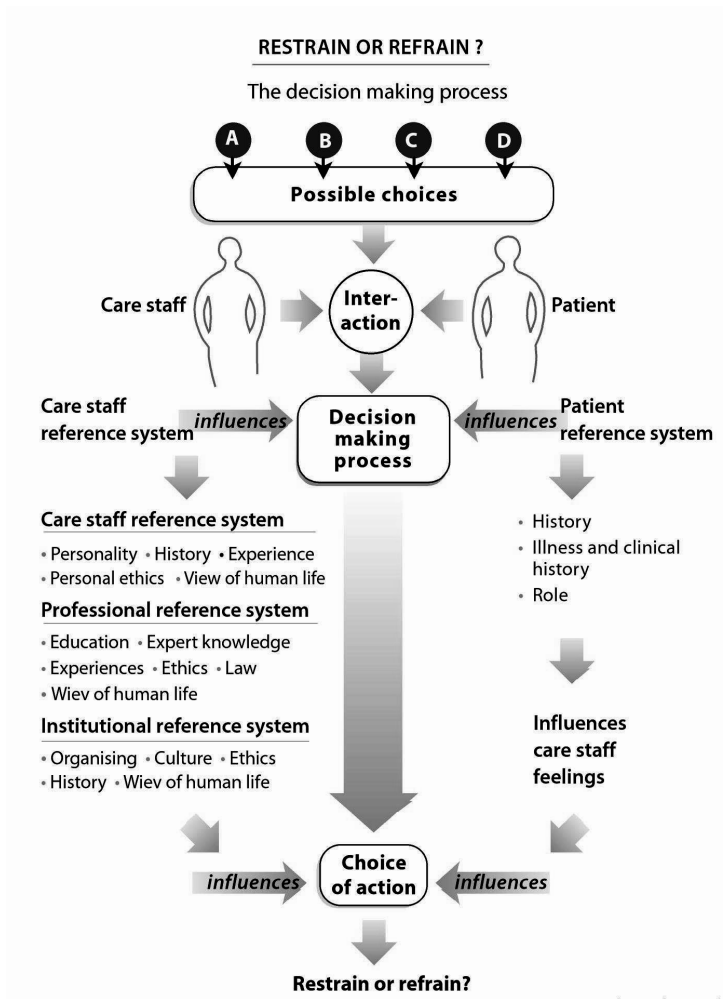 RESTRAIN OR REFRAIN ?
The decision making process
A B C D
Possible choices
Care staff
Inter-
action
Patient
Care staff
reference system
influences
Decision
making
process
influences
Patient
reference system
Care staff reference system
• Personality • History • Experience
• Personal ethics • View of human life
Professional reference system
• Education • Expert knowledge
• Experiences • Ethics • Law
• Wiev of human life
Institutional reference system
• Organising • Culture • Ethics
• History • Wiev of human life
• History
• Illness and clinical
history
• Role
Influences
care staff
feelings
influences
Choice
of action
influences
Restrain or refrain?